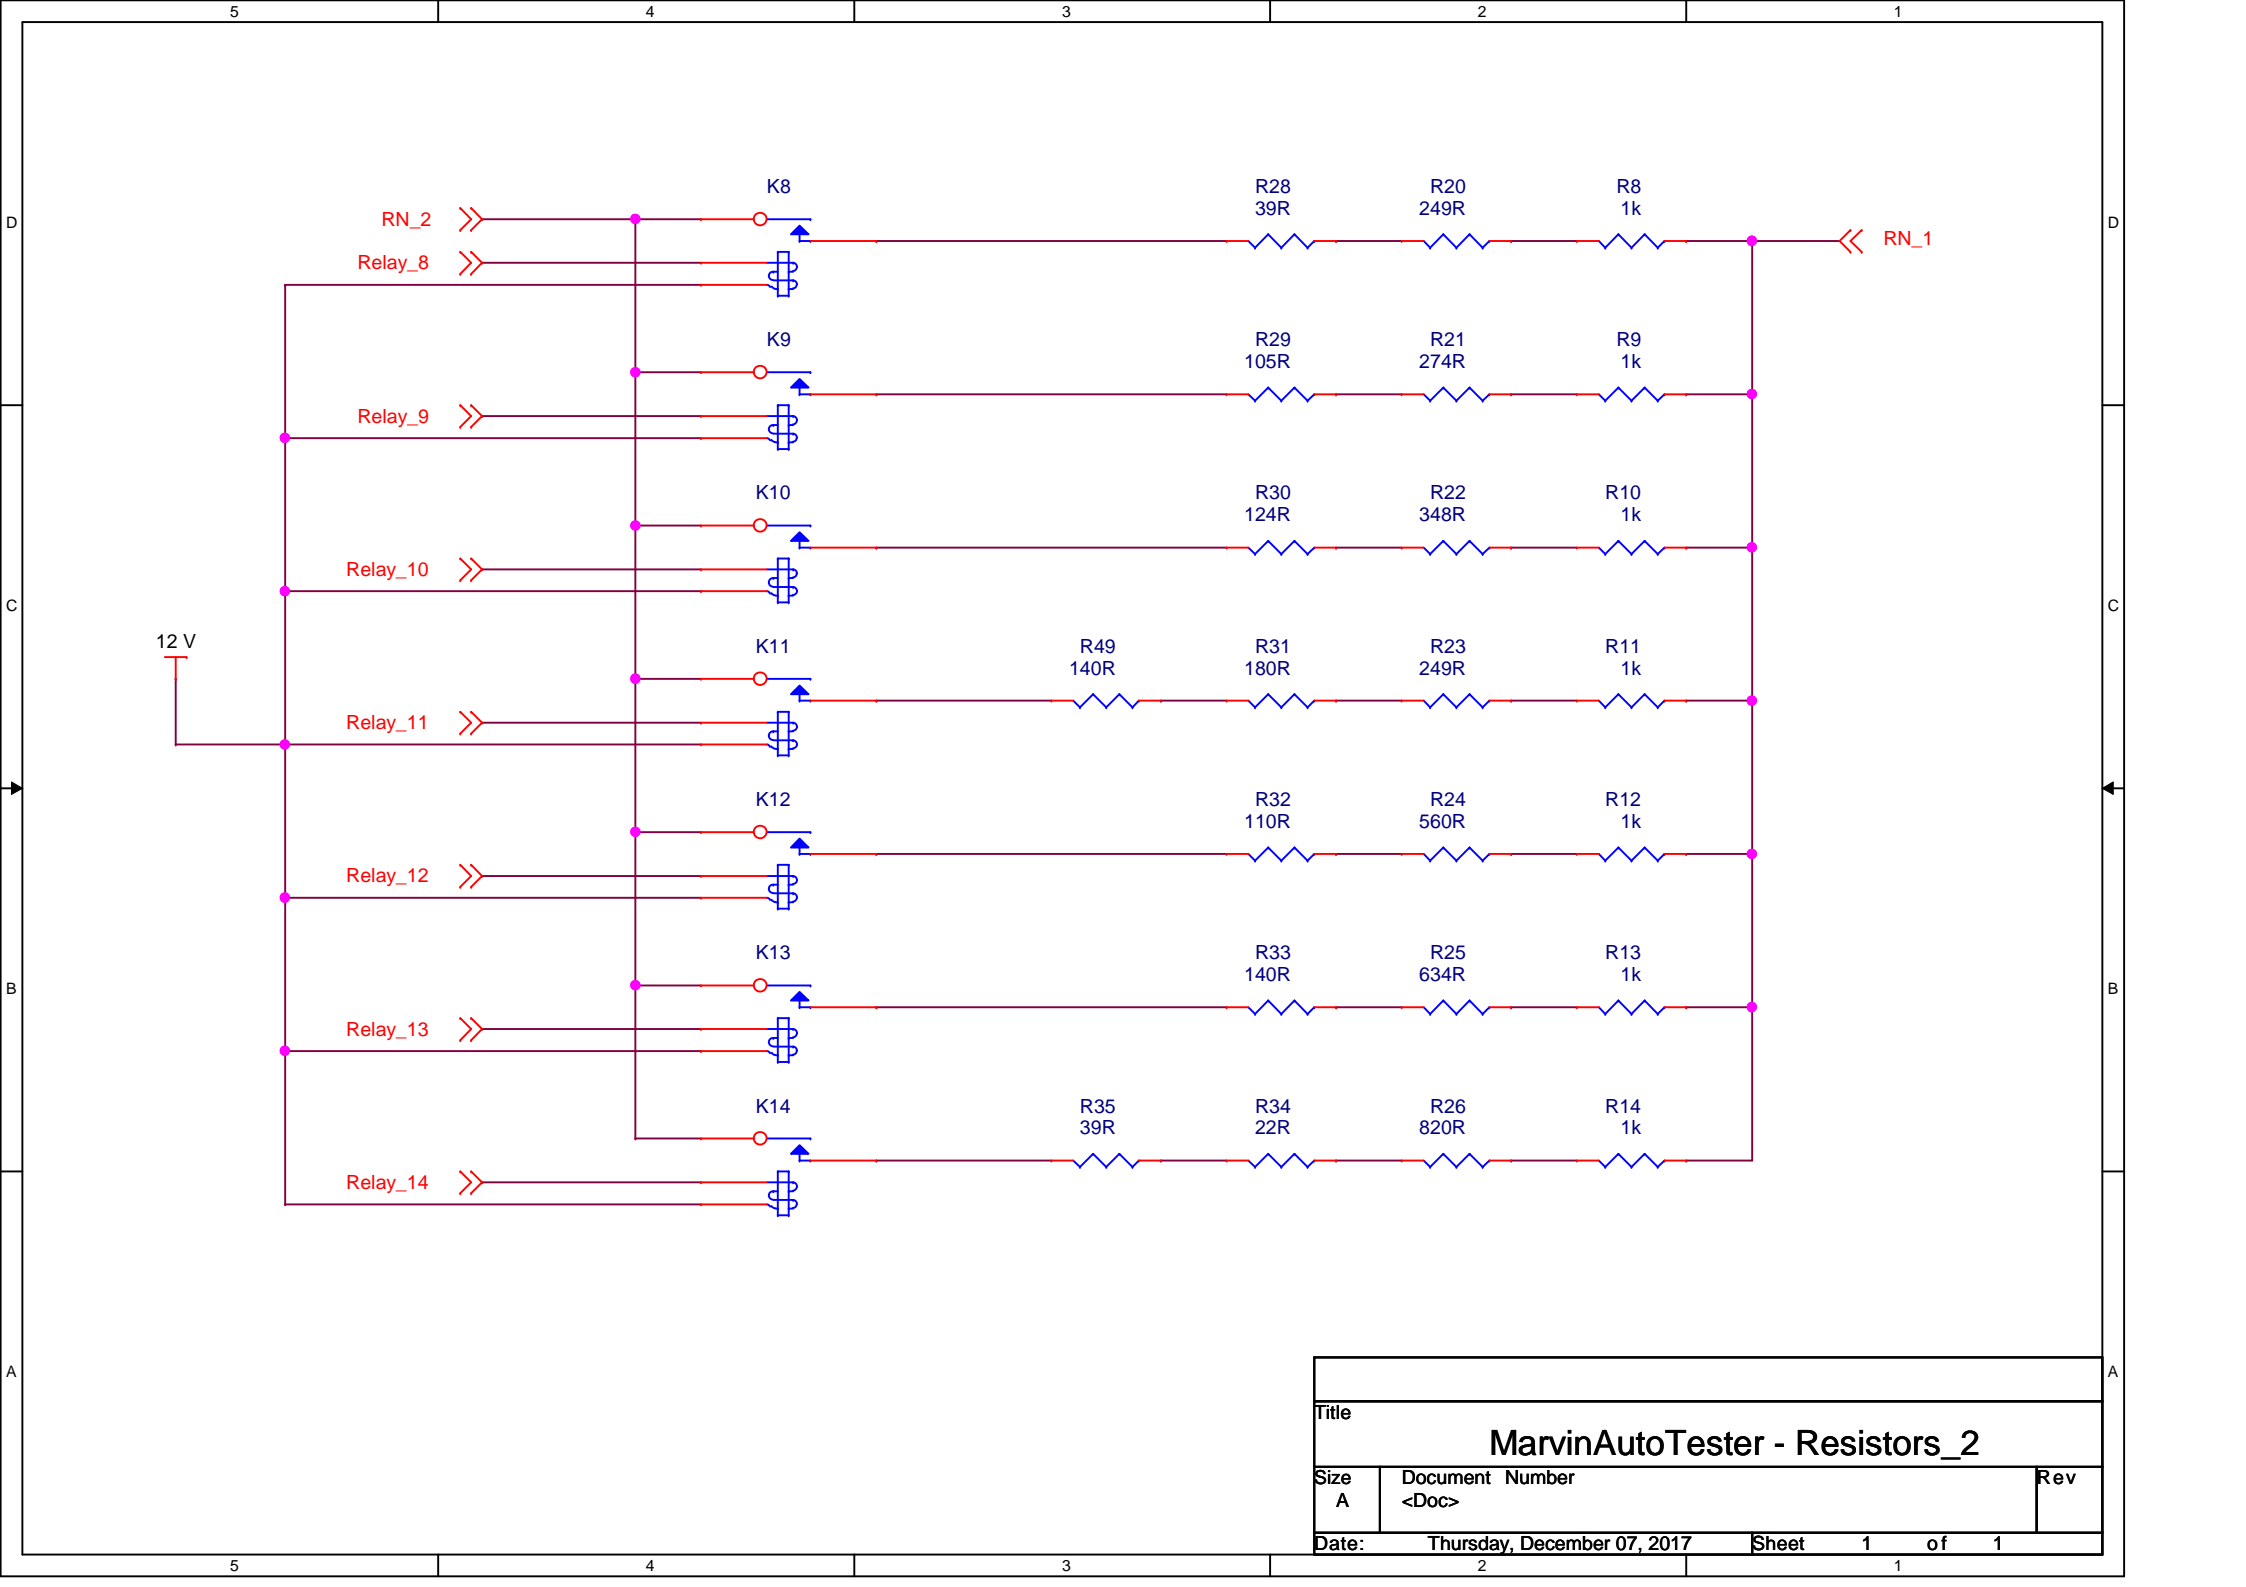 5 4 3 2 1
K8 R28 R20 R8
39R 249R 1k
D RN_2 RN_1 D
Relay_8
K9 R29 R21 R9
105R 274R 1k
Relay_9
K10 R30 R22 R10
124R 348R 1k
Relay_10
C C
12 V K11 R49 R31 R23 R11
140R 180R 249R 1k
Relay_11
K12 R32 R24 R12
110R 560R 1k
Relay_12
K13 R33 R25 R13
140R 634R 1k
B B
Relay_13
K14 R35 R34 R26 R14
39R 22R 820R 1k
Relay_14
A A
Title
MarvinAutoTester - Resistors_2
Size Document Number Rev
A <Doc>
Date: Thursday, December 07, 2017 Sheet 1 of 1
5 4 3 2 1